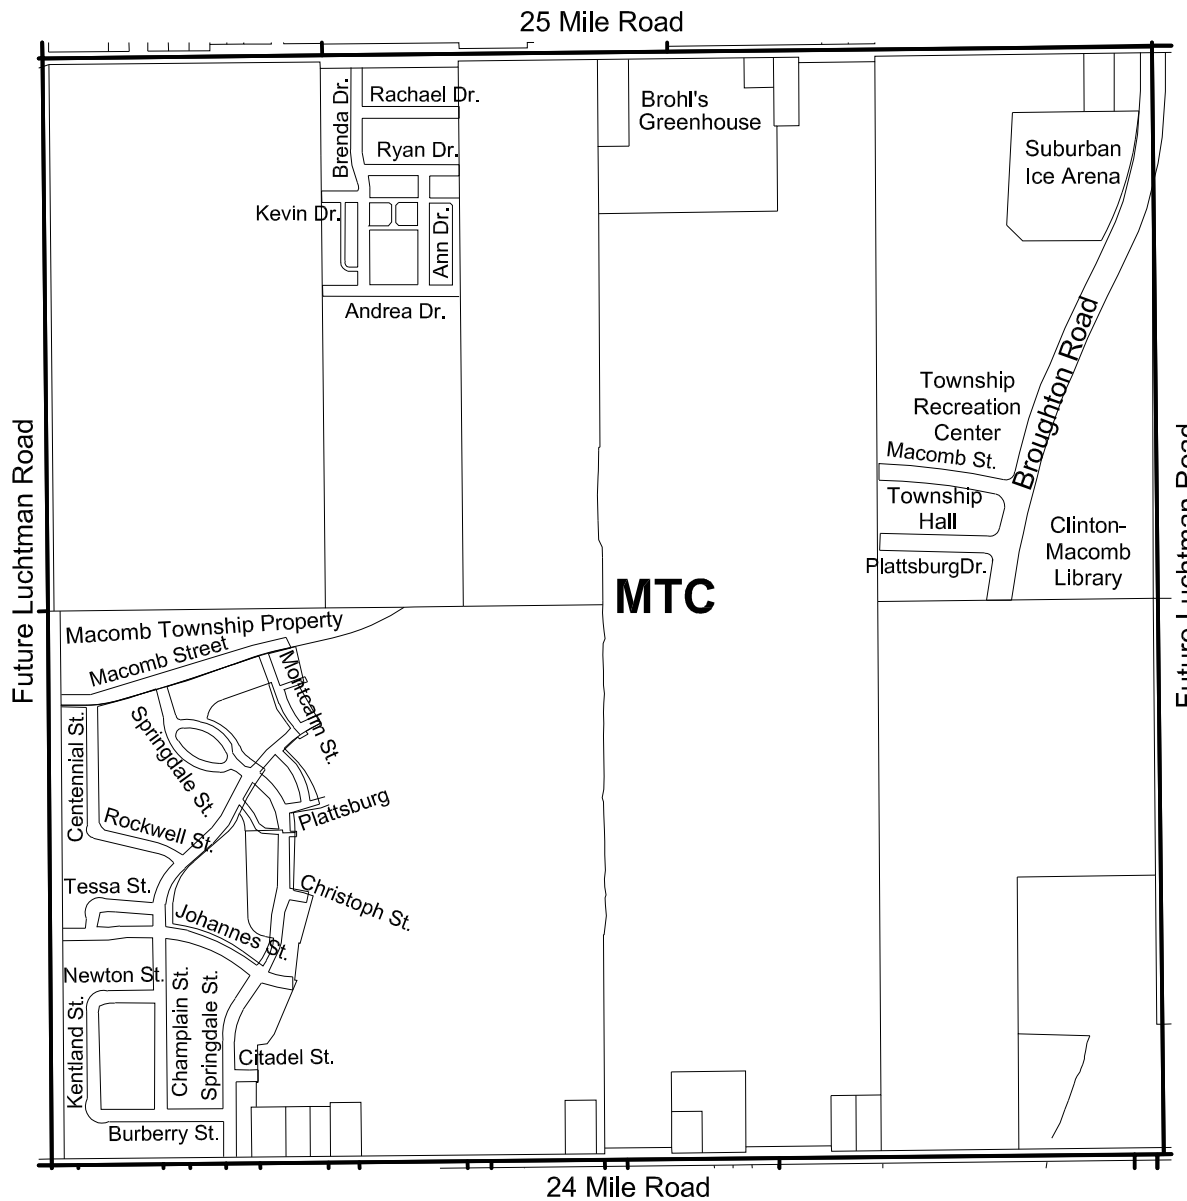 25 Mile Road
Brenda Dr.
Rachael Dr.
Ryan Dr.
Kevin Dr.
Ann Dr.
Andrea Dr.
Brohl's
Greenhouse
Suburban
Ice Arena
Broughton Road
Township
Recreation
Center
Macomb St.
Township
Hall
PlattsburgDr.
Clinton-
Macomb
Library
Future Luchtman Road
Future Luchtman Road
MTC
Macomb Township Property
Macomb Street
Montcalm St.
Springdale St.
Centennial St.
Rockwell St.
Plattsburg
Tessa St.
Christoph St.
Johannes St.
Newton St.
Kentland St.
Champlain St.
Springdale St.
Citadel St.
Burberry St.
24 Mile Road